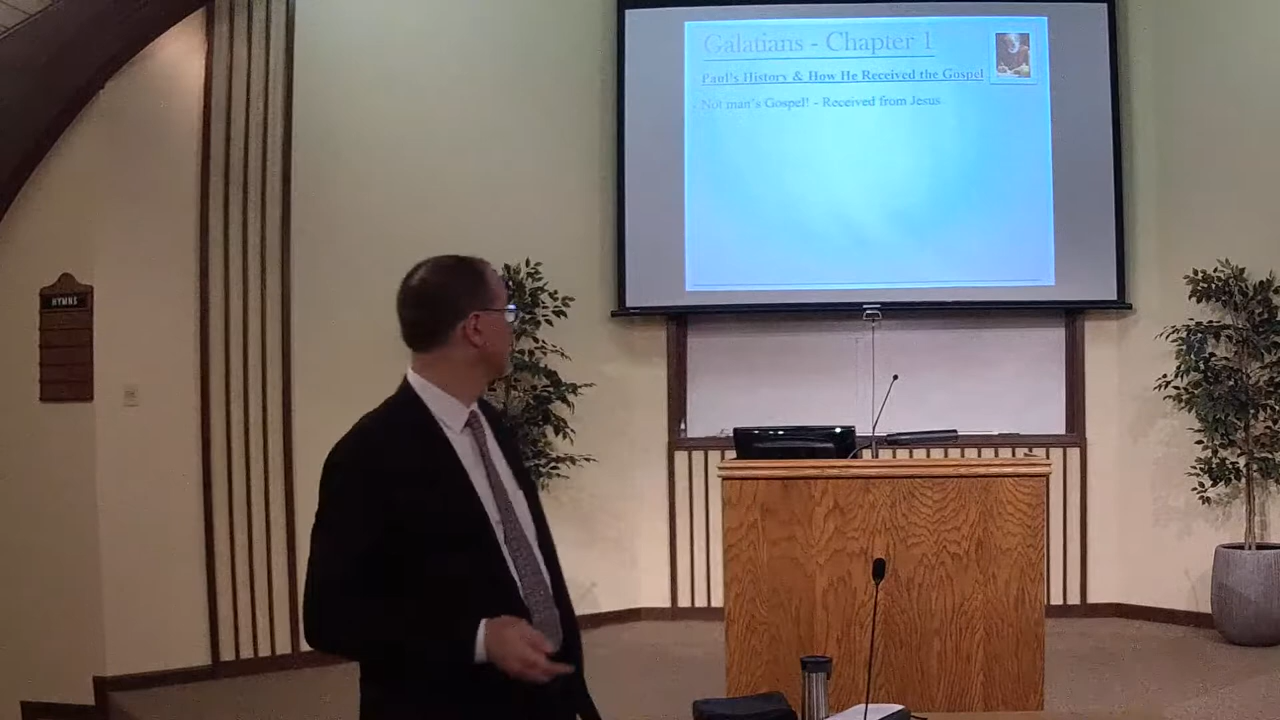 Galatians - Chapter 1
Paul's History & How He Received the Gospel
- Not man's Gospel! - Received from Jesus
HYMNS